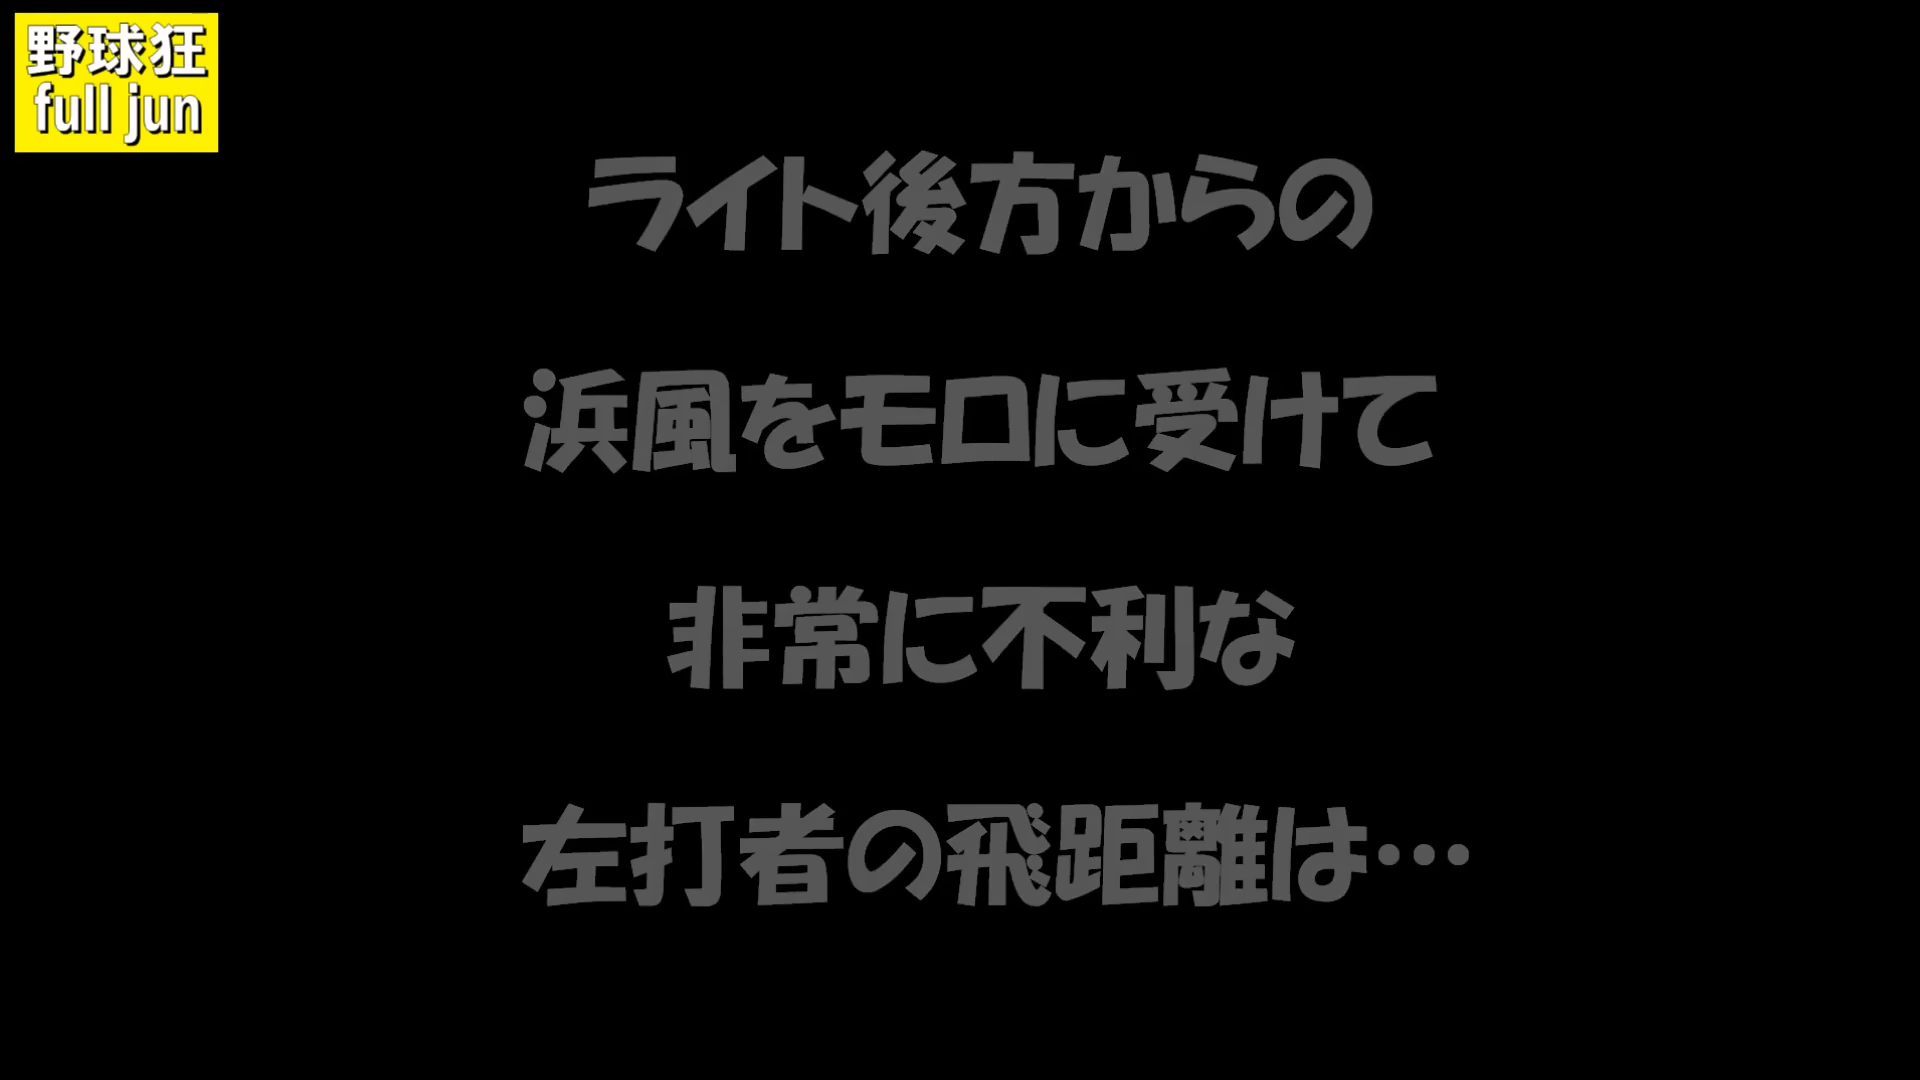 野球狂
full jun
ライト後方からの
浜風をモロに受けて
非常に不利な
左打者の飛距離は…